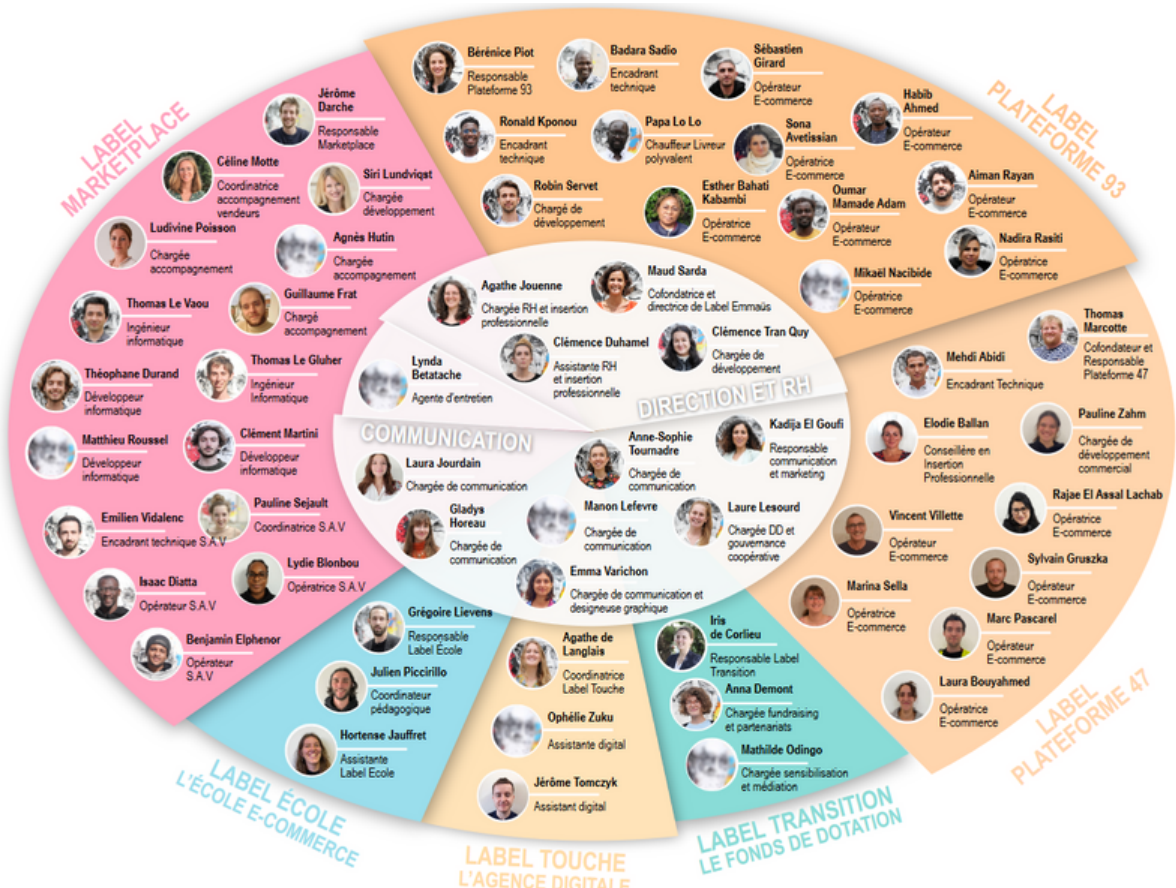 LABEL
MARKETPLACE
Jérôme
Darche
Responsable
Marketplace
Céline Motte
Coordinatrice
accompagnement
vendeurs
Siri Lundviqst
Chargée
développement
Ludivine Poisson
Chargée
accompagnement
Agnès Hutin
Chargée
accompagnement
Thomas Le Vaou
Ingénieur
informatique
Guillaume Frat
Chargé
accompagnement
Théophane Durand
Développeur
informatique
Thomas Le Gluher
Ingénieur
Informatique
Matthieu Roussel
Développeur
informatique
Clément Martini
Développeur
informatique
Emilien Vidalenc
Encadrant technique S.A.V
Pauline Sejault
Coordinatrice S.A.V
Isaac Diatta
Opérateur S.A.V
Lydie Blonbou
Opératrice S.A.V
Benjamin Elphenor
Opérateur
S.A.V
LABEL
PLATEFORME 93
Bérénice Piot
Responsable
Plateforme 93
Badara Sadio
Encadrant
technique
Sébastien
Girard
Opérateur
E-commerce
Habib
Ahmed
Opérateur
E-commerce
Ronald Kponou
Encadrant
technique
Papa Lo Lo
Chauffeur Livreur
polyvalent
Sona
Avetissian
Opératrice
E-commerce
Aiman Rayan
Opérateur
E-commerce
Robin Servet
Chargé de
développement
Esther Bahati
Kabambi
Opératrice
E-commerce
Oumar
Mamade Adam
Opérateur
E-commerce
Nadira Rasiti
Opératrice
E-commerce
Mikaël Nacibide
Opératrice
E-commerce
DIRECTION ET RH
Agathe Jouenne
Chargée RH et insertion
professionnelle
Maud Sarda
Cofondatrice et
directrice de Label Emmaüs
Clémence Duhamel
Assistante RH
et insertion
professionnelle
Clémence Tran Quy
Chargée de
développement
Lynda
Betatache
Agente d'entretien
COMMUNICATION
Laura Jourdain
Chargée de communication
Anne-Sophie
Tournadre
Chargée de
communication
Kadija El Goufi
Responsable
communication
et marketing
Gladys
Horeau
Chargée de
communication
Manon Lefevre
Chargée de
communication
Laure Lesourd
Chargée DD et
gouvernance
coopérative
Emma Varichon
Chargée de communication et
designeuse graphique
LABEL
PLATEFORME 47
Thomas
Marcotte
Cofondateur et
Responsable
Plateforme 47
Mehdi Abidi
Encadrant Technique
Elodie Ballan
Conseillère en
Insertion
Professionnelle
Pauline Zahm
Chargée de
développement
commercial
Vincent Villette
Opérateur
E-commerce
Rajae El Assal Lachab
Opératrice
E-commerce
Marina Sella
Opératrice
E-commerce
Sylvain Gruszka
Opérateur
E-commerce
Marc Pascarel
Opérateur
E-commerce
Laura Bouyahmed
Opératrice
E-commerce
Grégoire Lievens
Responsable
Label École
Julien Piccirillo
Coordinateur
pédagogique
Hortense Jauffret
Assistante
Label Ecole
LABEL ÉCOLE
L'ÉCOLE E-COMMERCE
Agathe de
Langlais
Coordinatrice
Label Touche
Ophélie Zuku
Assistante digital
Jérôme Tomczyk
Assistant digital
LABEL TOUCHE
L'AGENCE DIGITALE
Iris
de Corlieu
Responsable Label
Transition
Anna Demont
Chargée fundraising
et partenariats
Mathilde Odingo
Chargée sensibilisation
et médiation
LABEL TRANSITION
LE FONDS DE DOTATION